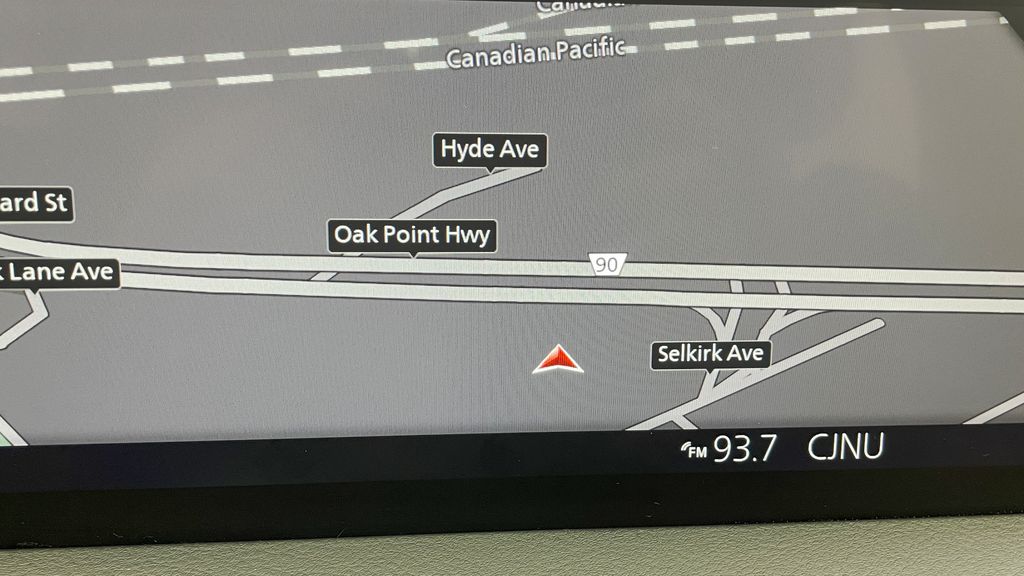 Canadian Pacific
Hyde Ave
ard St
Oak Point Hwy
90
Lane Ave
Selkirk Ave
FM 93.7 CJNU